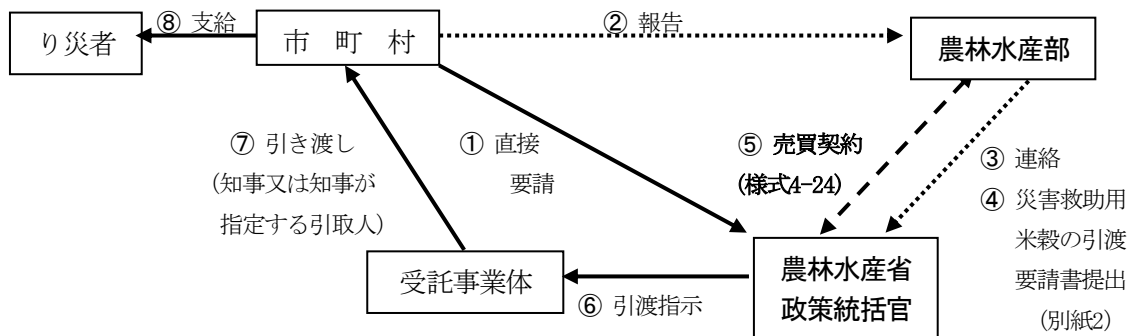 ⑧ 支給
り災者
市 町 村
② 報告
農林水産部
⑦ 引き渡し
(知事又は知事が
指定する引取人)
① 直接
要請
⑤ 売買契約
(様式4-24)
③ 連絡
④ 災害救助用
米穀の引渡
要請書提出
(別紙2)
受託事業体
⑥ 引渡指示
農林水産省
政策統括官